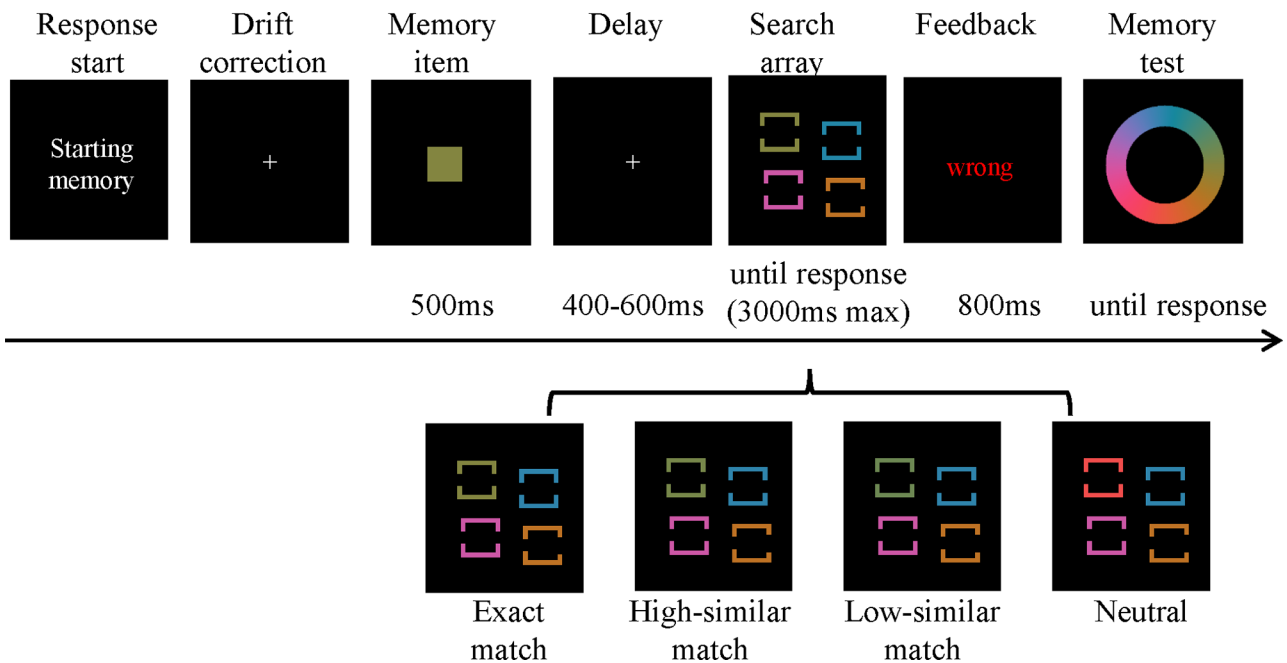 Response
start
Drift
correction
Memory
item
Delay
Search
array
Feedback
Memory
test
Starting
memory
+
+
wrong
500ms
400-600ms
until response
(3000ms max)
800ms
until response
Exact
match
High-similar
match
Low-similar
match
Neutral